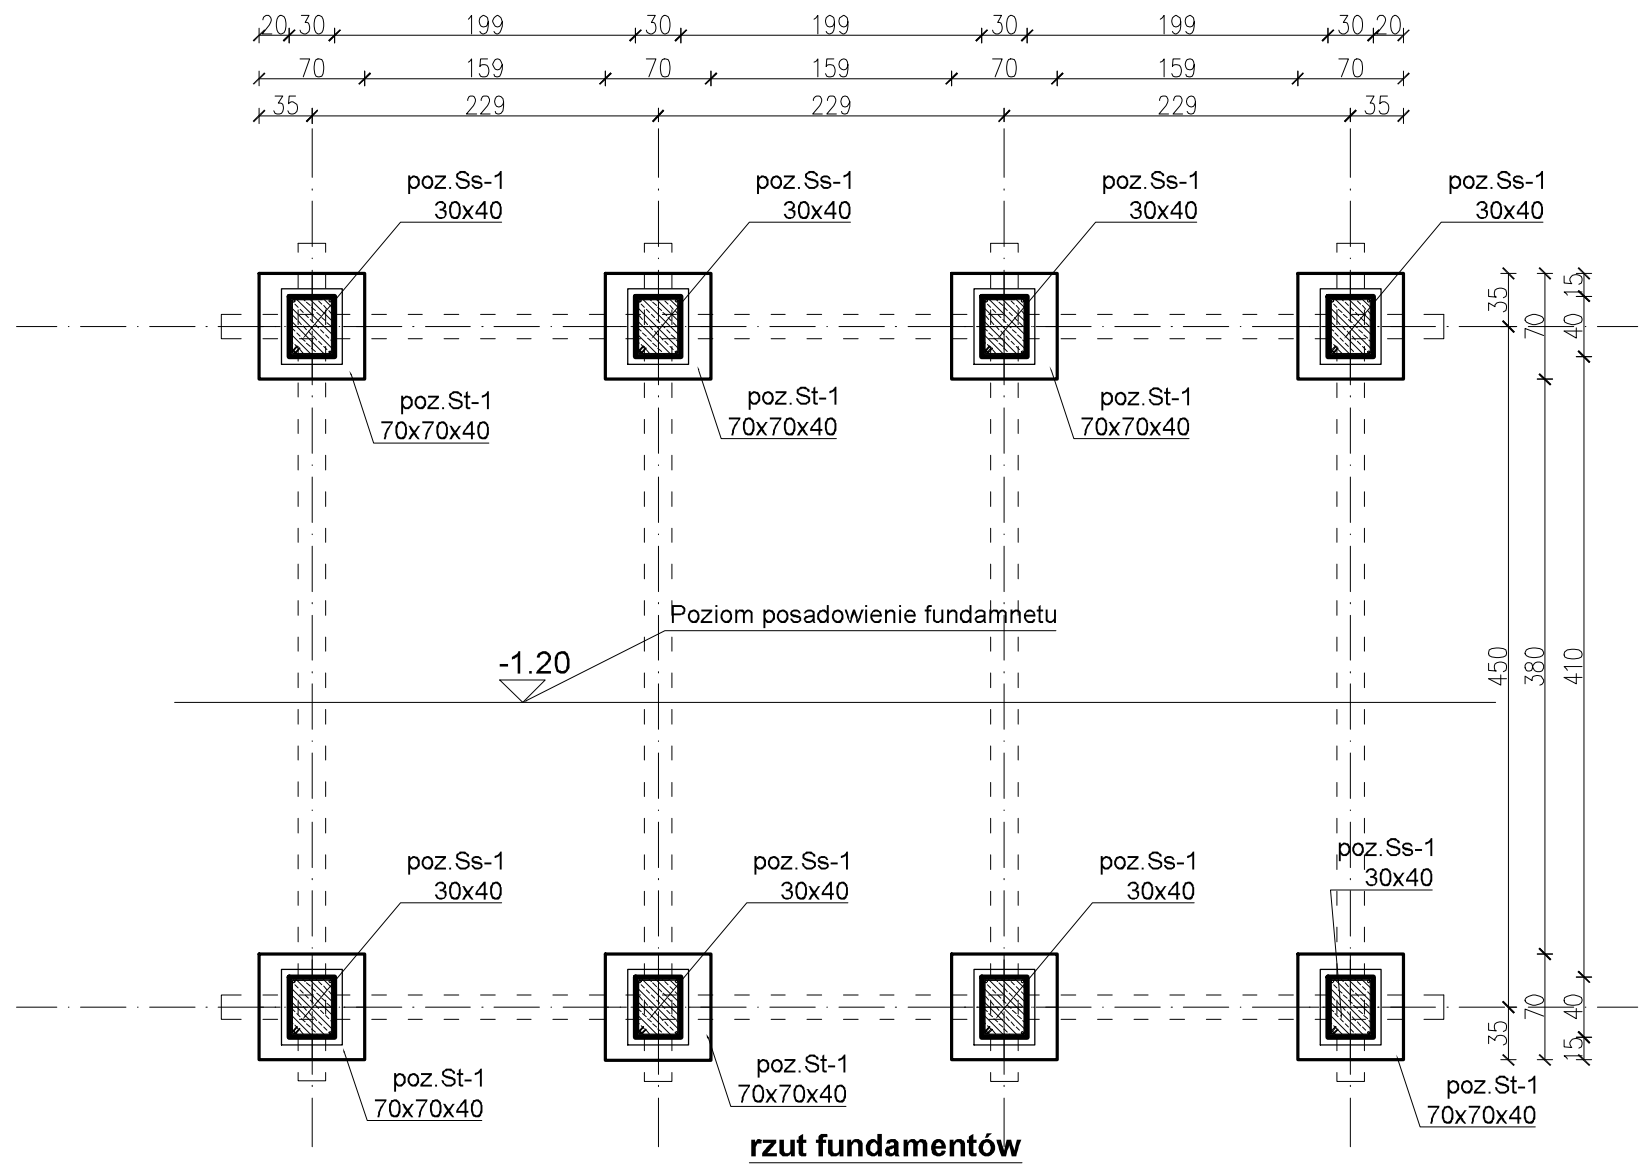 20 30 199 30 199 30 199 30 20
70 159 70 159 70 159 70
35 229 229 229 35
poz.Ss-1
30x40
poz.Ss-1
30x40
poz.Ss-1
30x40
poz.Ss-1
30x40
35 70 15 40
poz.St-1
70x70x40
poz.St-1
70x70x40
poz.St-1
70x70x40
Poziom posadowienie fundamnetu
-1.20
450 380 410
poz.Ss-1
30x40
poz.Ss-1
30x40
poz.Ss-1
30x40
poz.Ss-1
30x40
35 70 40 15
poz.St-1
70x70x40
poz.St-1
70x70x40
poz.St-1
70x70x40
rzut fundamentów